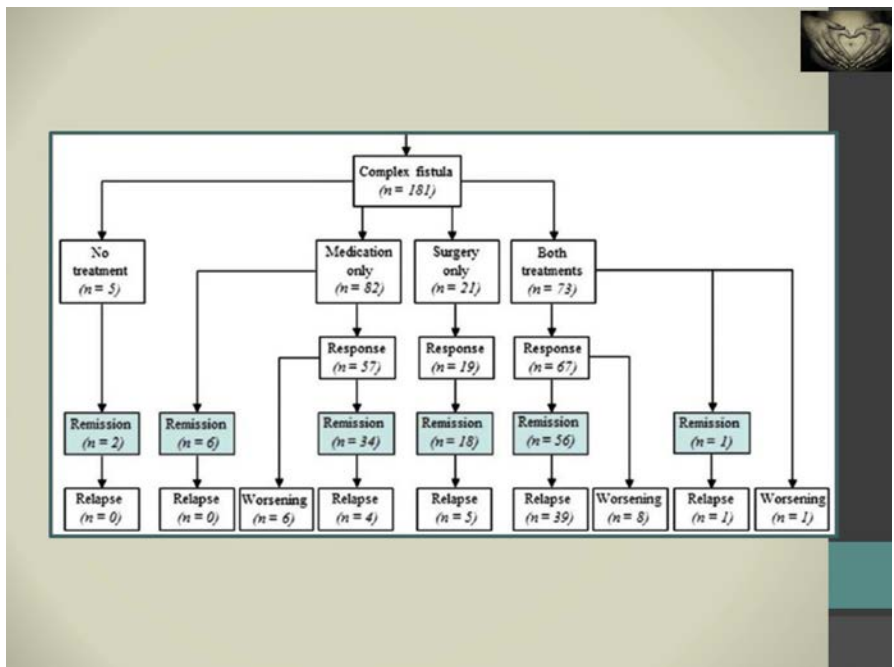 Complex fistula
(n = 181)
No
treatment
(n = 5)
Medication
only
(n = 82)
Surgery
only
(n = 21)
Both
treatments
(n = 73)
Response
(n = 57)
Response
(n = 19)
Response
(n = 67)
Remission
(n = 2)
Remission
(n = 6)
Remission
(n = 34)
Remission
(n = 18)
Remission
(n = 56)
Remission
(n = 1)
Relapse
(n = 0)
Relapse
(n = 0)
Worsening
(n = 6)
Relapse
(n = 4)
Relapse
(n = 5)
Relapse
(n = 39)
Worsening
(n = 8)
Relapse
(n = 1)
Worsening
(n = 1)